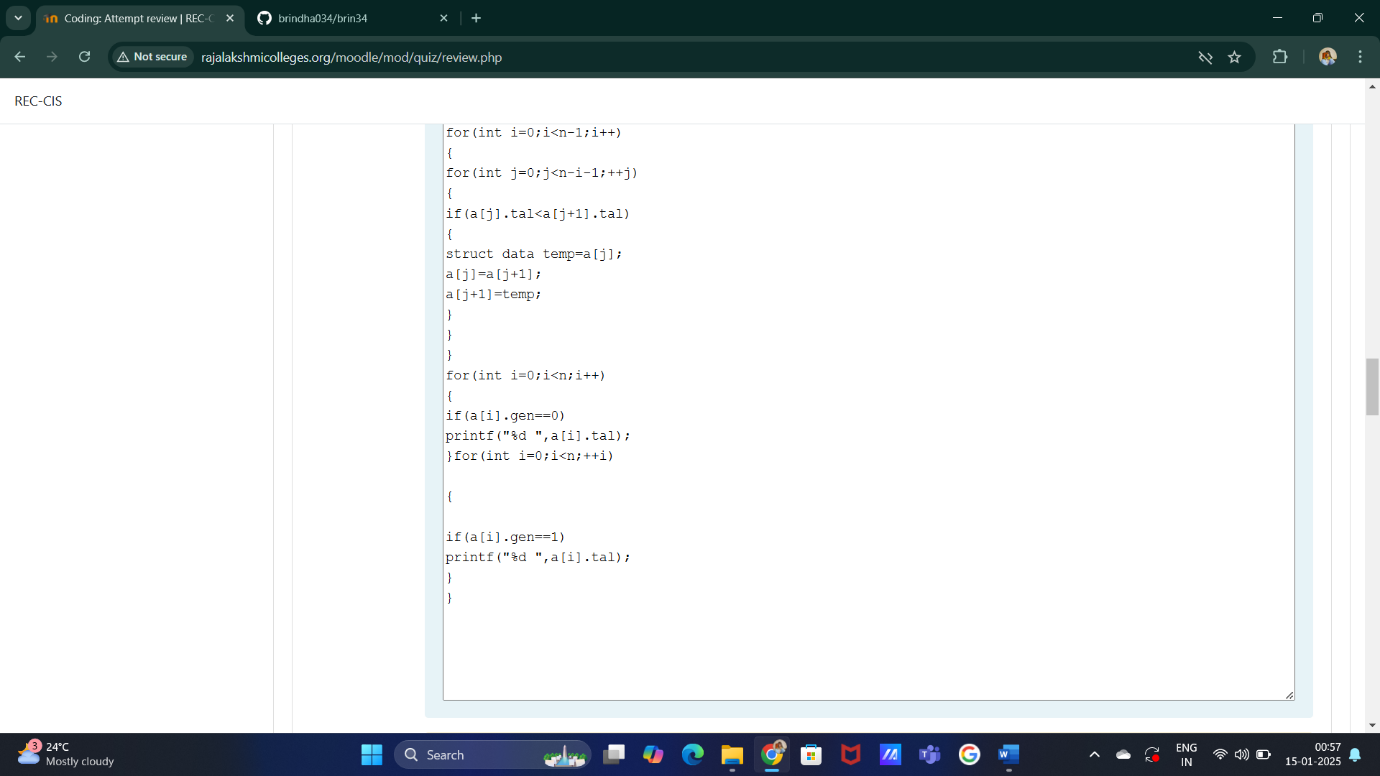 Coding: Attempt review | REC-C
brindha034/brin34
Not secure
rajalakshmicolleges.org/moodle/mod/quiz/review.php
REC-CIS
for(int i=0;i<n-1;i++)
{
for(int j=0;j<n-i-1;++j)
{
if(a[j].tal<a[j+1].tal)
{
struct data temp=a[j];
a[j]=a[j+1];
a[j+1]=temp;
}
}
}
for(int i=0;i<n;i++)
{
if(a[i].gen==0)
printf("%d ",a[i].tal);
}for(int i=0;i<n;++i)
{
if(a[i].gen==1)
printf("%d ",a[i].tal);
}
}
3
24°C
Mostly cloudy
Search
ENG
IN
00:57
15-01-2025